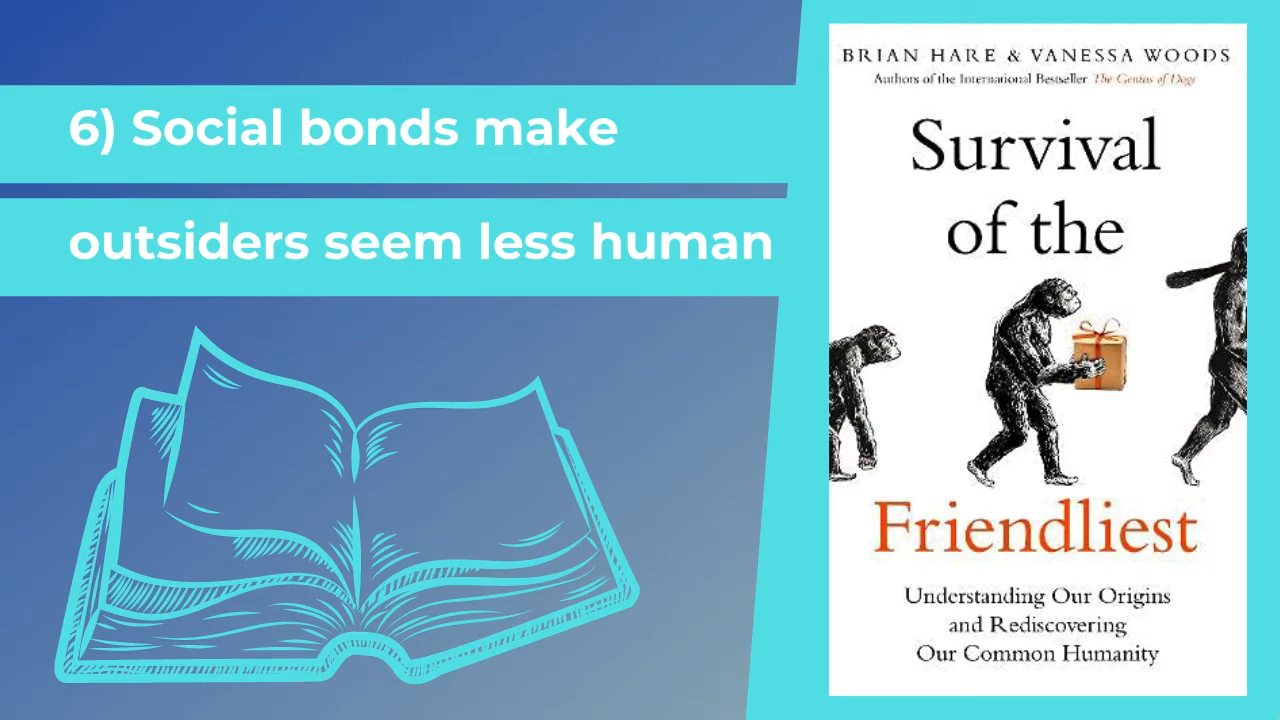 6) Social bonds make
outsiders seem less human
BRIAN HARE & VANESSA WOODS
Authors of the International Bestseller The Genius of Dogs
Survival
of the
Friendliest
Understanding Our Origins
and Rediscovering
Our Common Humanity